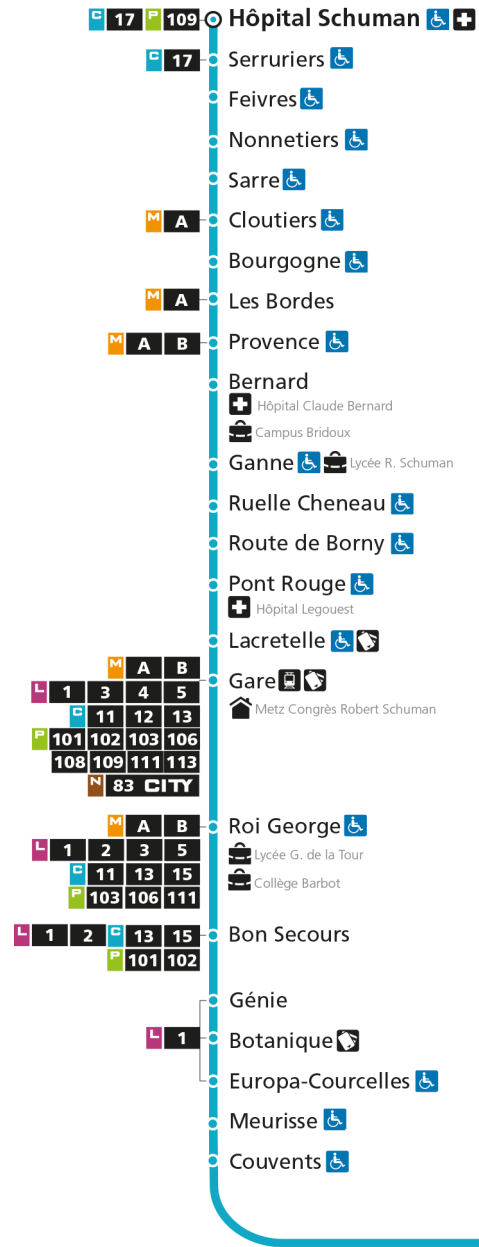 C 17 P 109 Hôpital Schuman
C 17 Serruriers
Feivres
Nonnetiers
Sarre
M A Cloutiers
Bourgogne
M A Les Bordes
M A B Provence
Bernard
Hôpital Claude Bernard
Campus Bridoux
Ganne Lycée R. Schuman
Ruelle Cheneau
Route de Borny
Pont Rouge
Hôpital Legouest
Lacretelle
M A B
Gare
L 1 3 4 5
Metz Congrès Robert Schuman
C 11 12 13
P 101 102 103 106
108 109 111 113
N 83 CITY
M A B Roi George
L 1 2 3 5
Lycée G. de la Tour
C 11 13 15
Collège Barbot
P 103 106 111
L 1 2 C 13 15 Bon Secours
P 101 102
Génie
L 1 Botanique
Europa-Courcelles
Meurisse
Couvents